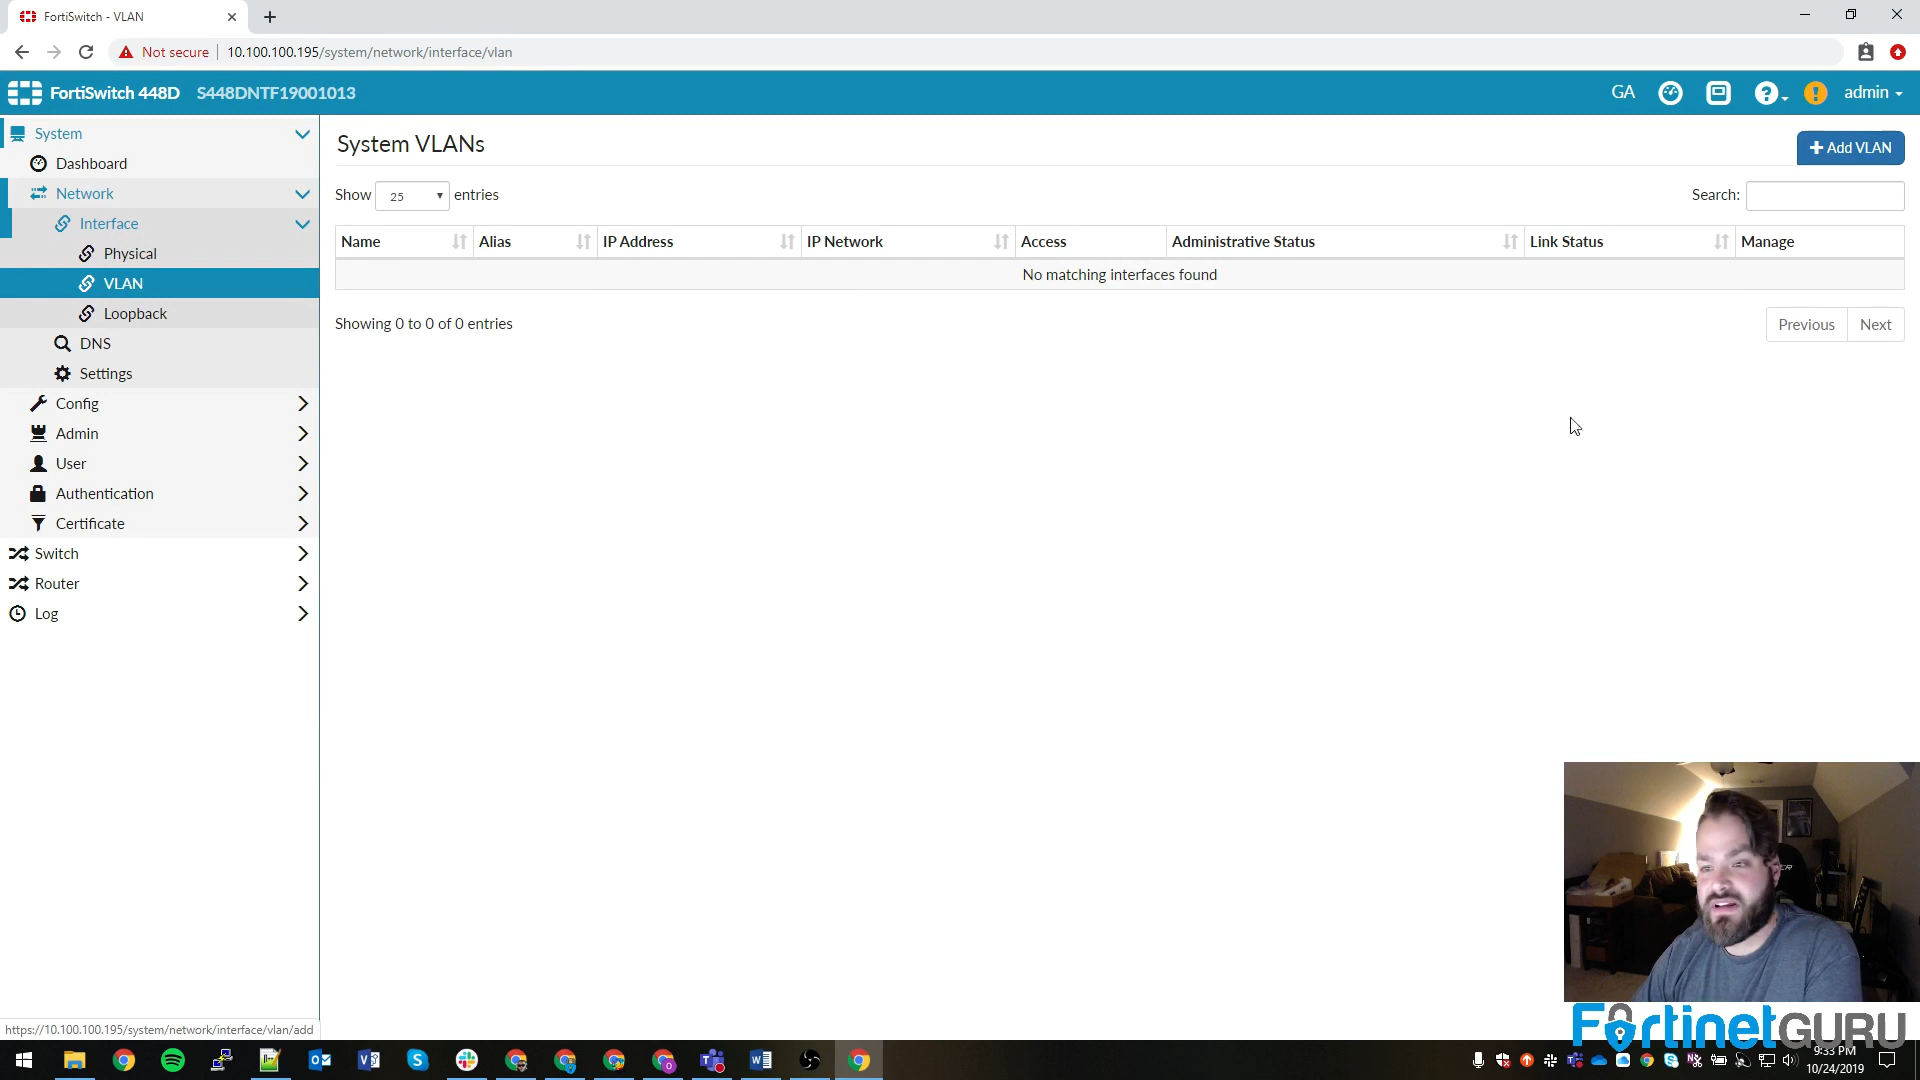 FortiSwitch - VLAN
Not secure
10.100.100.195/system/network/interface/vlan
FortiSwitch 448D S448DNTF19001013
GA
admin
System
Dashboard
Network
Interface
Physical
VLAN
Loopback
DNS
Settings
Config
Admin
User
Authentication
Certificate
Switch
Router
Log
System VLANs
Add VLAN
Show 25 entries
Search:
Name Alias IP Address IP Network Access Administrative Status Link Status Manage
No matching interfaces found
Showing 0 to 0 of 0 entries
Previous Next
https://10.100.100.195/system/network/interface/vlan/add
FortinetGURU
9:33 PM
10/24/2019